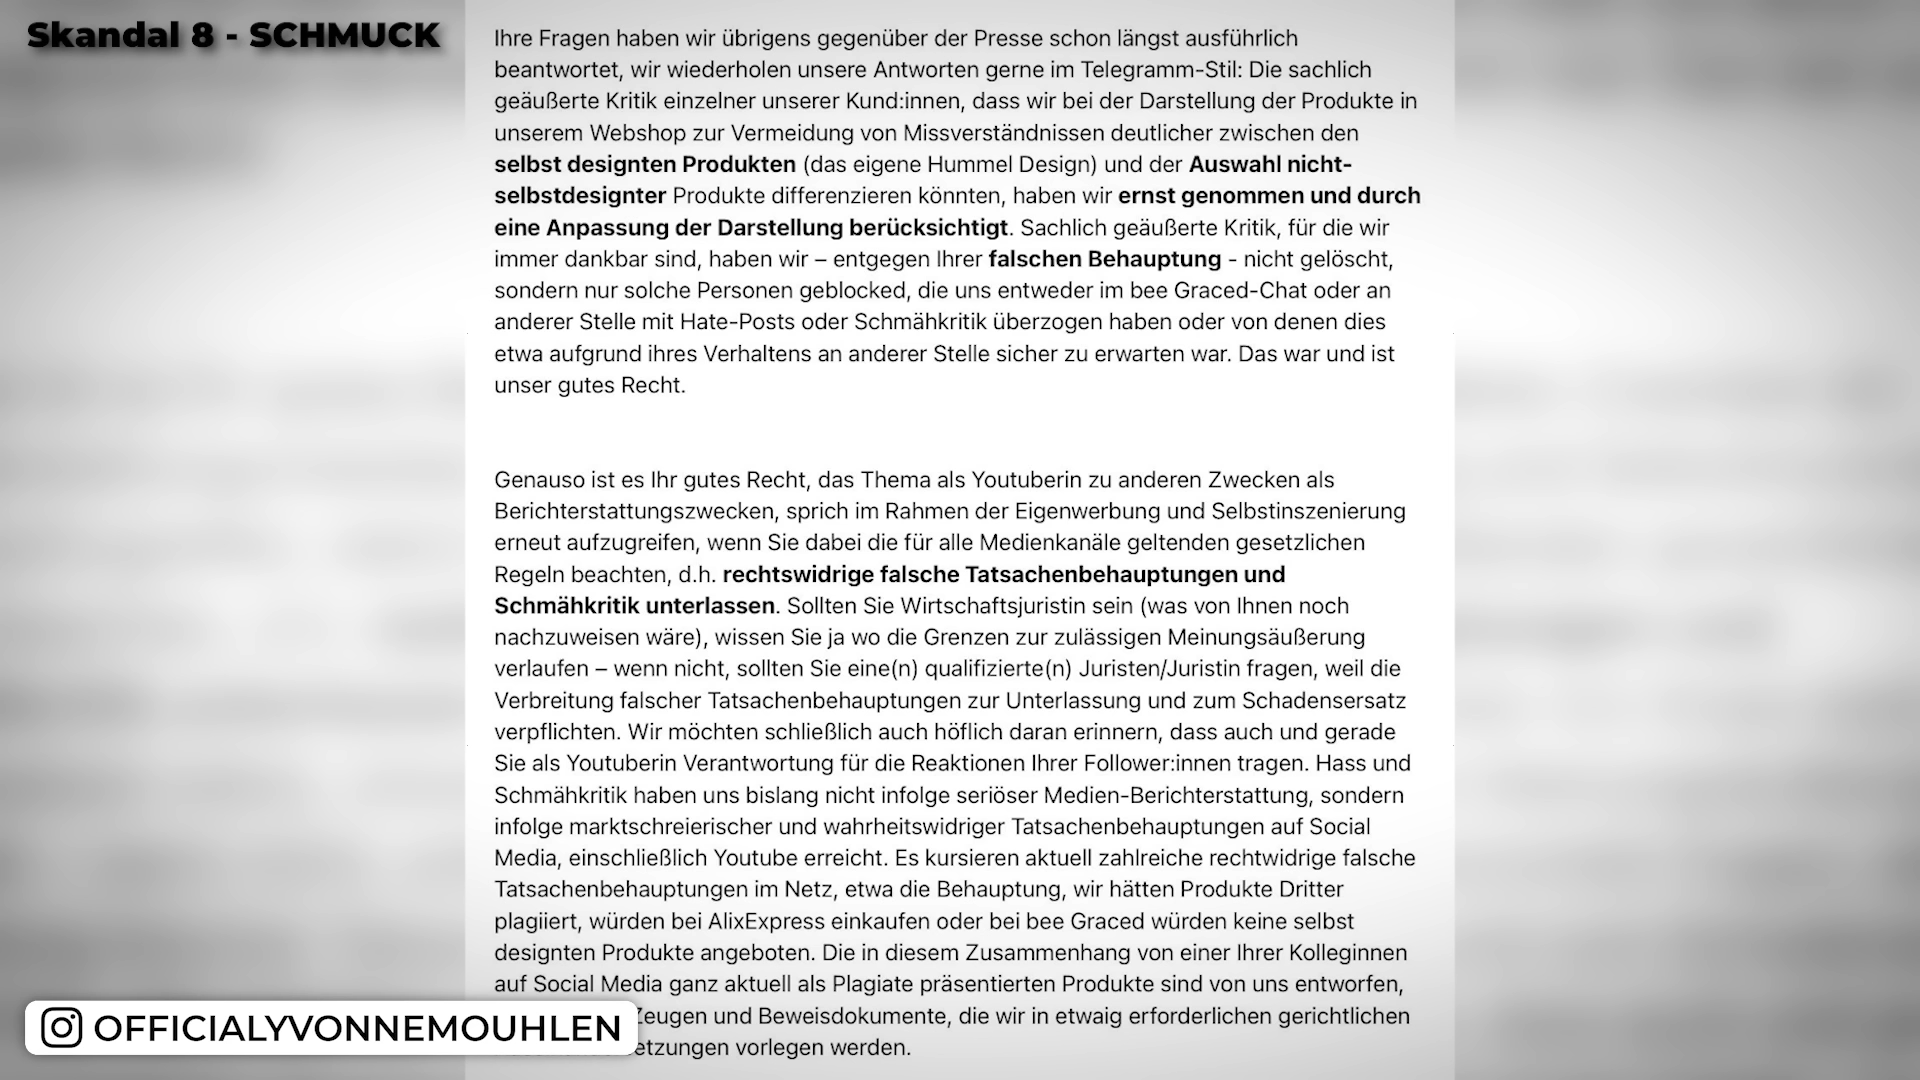 Skandal 8 - SCHMUCK
Ihre Fragen haben wir übrigens gegenüber der Presse schon längst ausführlich
beantwortet, wir wiederholen unsere Antworten gerne im Telegramm-Stil: Die sachlich
geäußerte Kritik einzelner unserer Kund:innen, dass wir bei der Darstellung der Produkte in
unserem Webshop zur Vermeidung von Missverständnissen deutlicher zwischen den
selbst designten Produkten (das eigene Hummel Design) und der Auswahl nicht-
selbstdesignter Produkte differenzieren könnten, haben wir ernst genommen und durch
eine Anpassung der Darstellung berücksichtigt. Sachlich geäußerte Kritik, für die wir
immer dankbar sind, haben wir – entgegen Ihrer falschen Behauptung - nicht gelöscht,
sondern nur solche Personen geblocked, die uns entweder im bee Graced-Chat oder an
anderer Stelle mit Hate-Posts oder Schmähkritik überzogen haben oder von denen dies
etwa aufgrund ihres Verhaltens an anderer Stelle sicher zu erwarten war. Das war und ist
unser gutes Recht.
Genauso ist es Ihr gutes Recht, das Thema als Youtuberin zu anderen Zwecken als
Berichterstattungszwecken, sprich im Rahmen der Eigenwerbung und Selbstinszenierung
erneut aufzugreifen, wenn Sie dabei die für alle Medienkanäle geltenden gesetzlichen
Regeln beachten, d.h. rechtswidrige falsche Tatsachenbehauptungen und
Schmähkritik unterlassen. Sollten Sie Wirtschaftsjuristin sein (was von Ihnen noch
nachzuweisen wäre), wissen Sie ja wo die Grenzen zur zulässigen Meinungsäußerung
verlaufen – wenn nicht, sollten Sie eine(n) qualifizierte(n) Juristen/Juristin fragen, weil die
Verbreitung falscher Tatsachenbehauptungen zur Unterlassung und zum Schadensersatz
verpflichten. Wir möchten schließlich auch höflich daran erinnern, dass auch und gerade
Sie als Youtuberin Verantwortung für die Reaktionen Ihrer Follower:innen tragen. Hass und
Schmähkritik haben uns bislang nicht infolge seriöser Medien-Berichterstattung, sondern
infolge marktschreierischer und wahrheitswidriger Tatsachenbehauptungen auf Social
Media, einschließlich Youtube erreicht. Es kursieren aktuell zahlreiche rechtwidrige falsche
Tatsachenbehauptungen im Netz, etwa die Behauptung, wir hätten Produkte Dritter
plagiiert, würden bei AlixExpress einkaufen oder bei bee Graced würden keine selbst
designten Produkte angeboten. Die in diesem Zusammenhang von einer Ihrer Kolleginnen
auf Social Media ganz aktuell als Plagiate präsentierten Produkte sind von uns entworfen,
Zeugen und Beweisdokumente, die wir in etwaig erforderlichen gerichtlichen
vorlegen werden.
OFFICIALYVONNEMOUHLEN